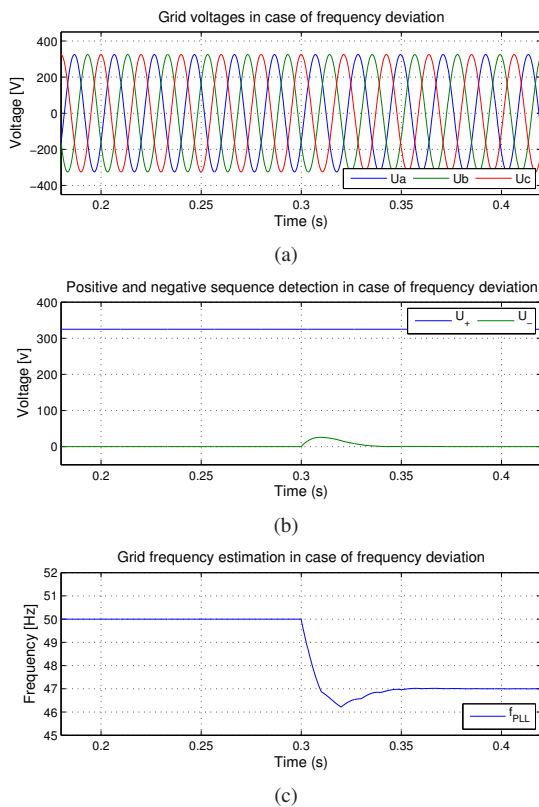 Grid voltages in case of frequency deviation
400
200
0
−200
−400
Voltage [V]
Ua Ub Uc
0.2 0.25 0.3 0.35 0.4
Time (s)
(a)
Positive and negative sequence detection in case of frequency deviation
400
300
200
100
0
Voltage [v]
U+ U−
0.2 0.25 0.3 0.35 0.4
Time (s)
(b)
Grid frequency estimation in case of frequency deviation
52
51
50
49
48
47
46
45
Frequency [Hz]
fPLL
0.2 0.25 0.3 0.35 0.4
Time (s)
(c)